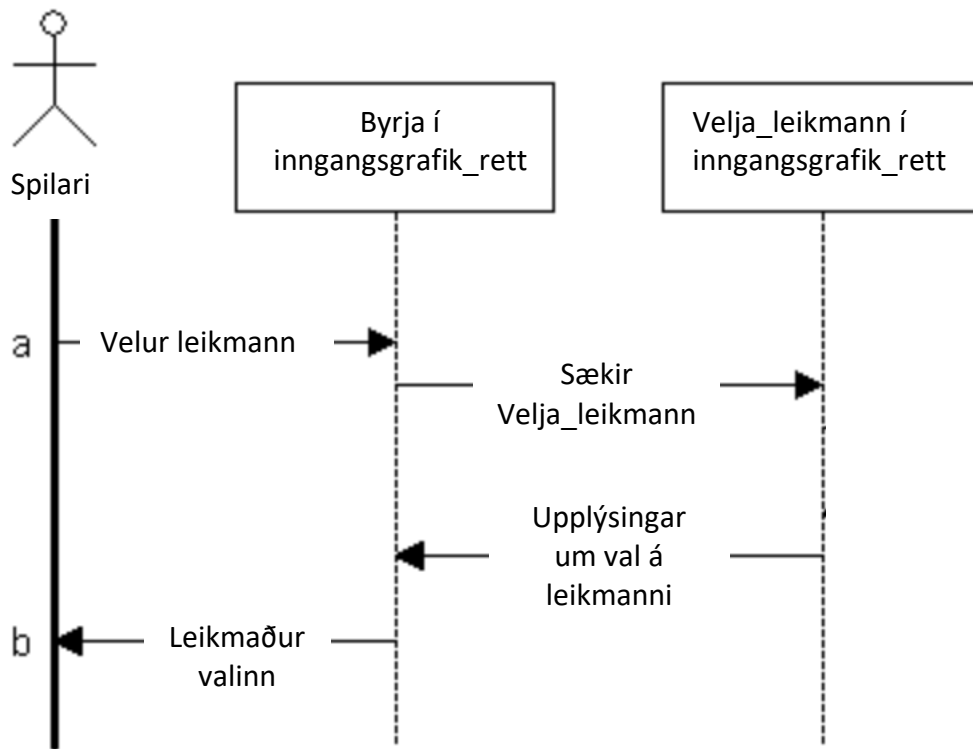 Spilari
Byrja í
inngangsgrafik_rett
Velja_leikmann í
inngangsgrafik_rett
a
Velur leikmann
Sækir
Velja_leikmann
Upplýsingar
um val á
leikmanni
b
Leikmaður
valinn